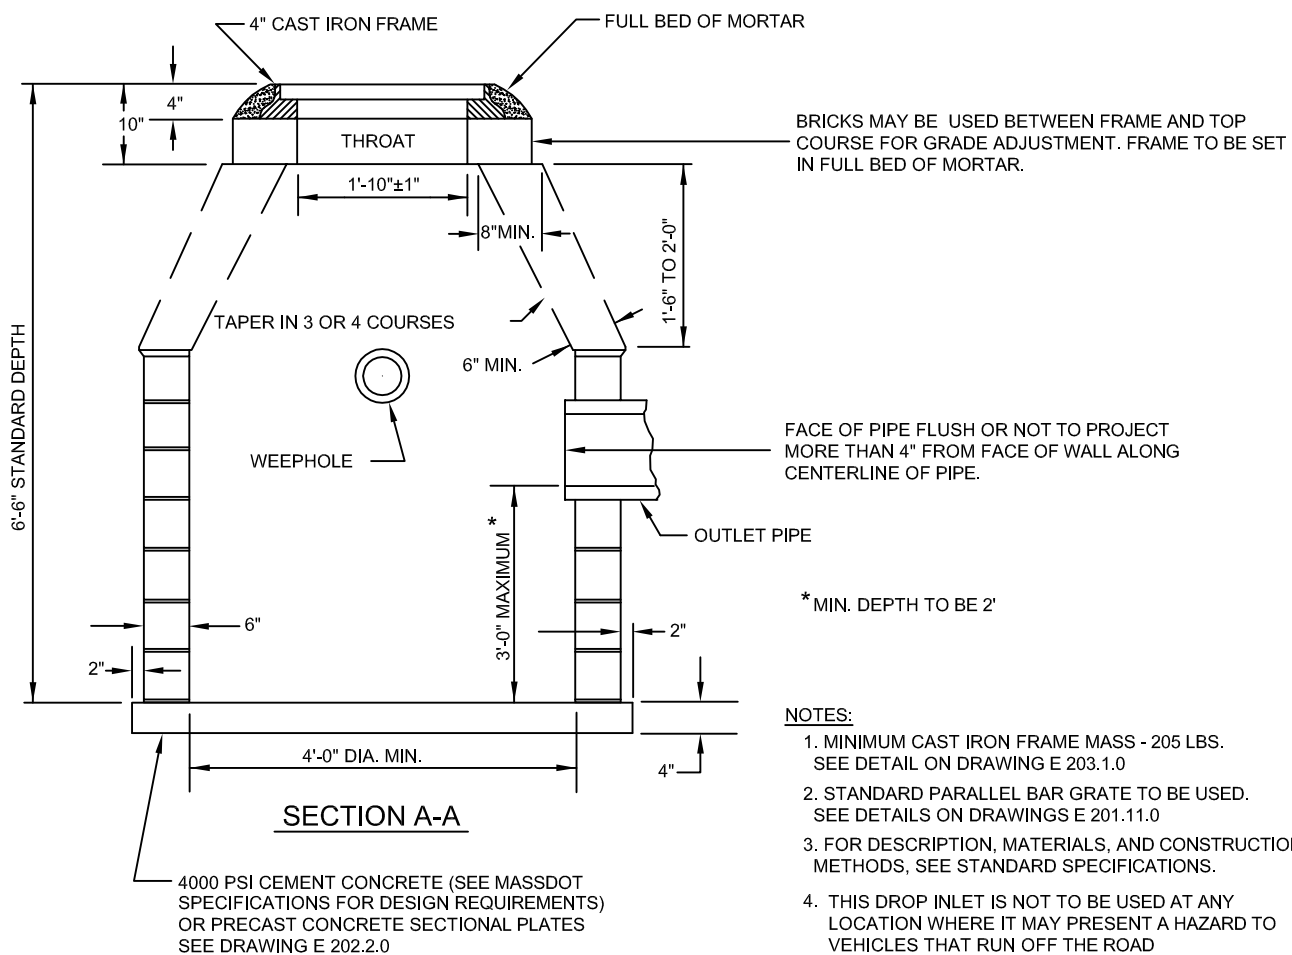 4" CAST IRON FRAME
FULL BED OF MORTAR
4"
10"
THROAT
BRICKS MAY BE USED BETWEEN FRAME AND TOP
COURSE FOR GRADE ADJUSTMENT. FRAME TO BE SET
IN FULL BED OF MORTAR.
1'-10"±1"
8"MIN.
1'-6" TO 2'-0"
TAPER IN 3 OR 4 COURSES
6" MIN.
6'-6" STANDARD DEPTH
WEEPHOLE
FACE OF PIPE FLUSH OR NOT TO PROJECT
MORE THAN 4" FROM FACE OF WALL ALONG
CENTERLINE OF PIPE.
OUTLET PIPE
3'-0" MAXIMUM *
* MIN. DEPTH TO BE 2'
6"
2"
2"
4'-0" DIA. MIN.
4"
SECTION A-A
4000 PSI CEMENT CONCRETE (SEE MASSDOT
SPECIFICATIONS FOR DESIGN REQUIREMENTS)
OR PRECAST CONCRETE SECTIONAL PLATES
SEE DRAWING E 202.2.0
NOTES:
1. MINIMUM CAST IRON FRAME MASS - 205 LBS.
SEE DETAIL ON DRAWING E 203.1.0
2. STANDARD PARALLEL BAR GRATE TO BE USED.
SEE DETAILS ON DRAWINGS E 201.11.0
3. FOR DESCRIPTION, MATERIALS, AND CONSTRUCTION
METHODS, SEE STANDARD SPECIFICATIONS.
4. THIS DROP INLET IS NOT TO BE USED AT ANY
LOCATION WHERE IT MAY PRESENT A HAZARD TO
VEHICLES THAT RUN OFF THE ROAD